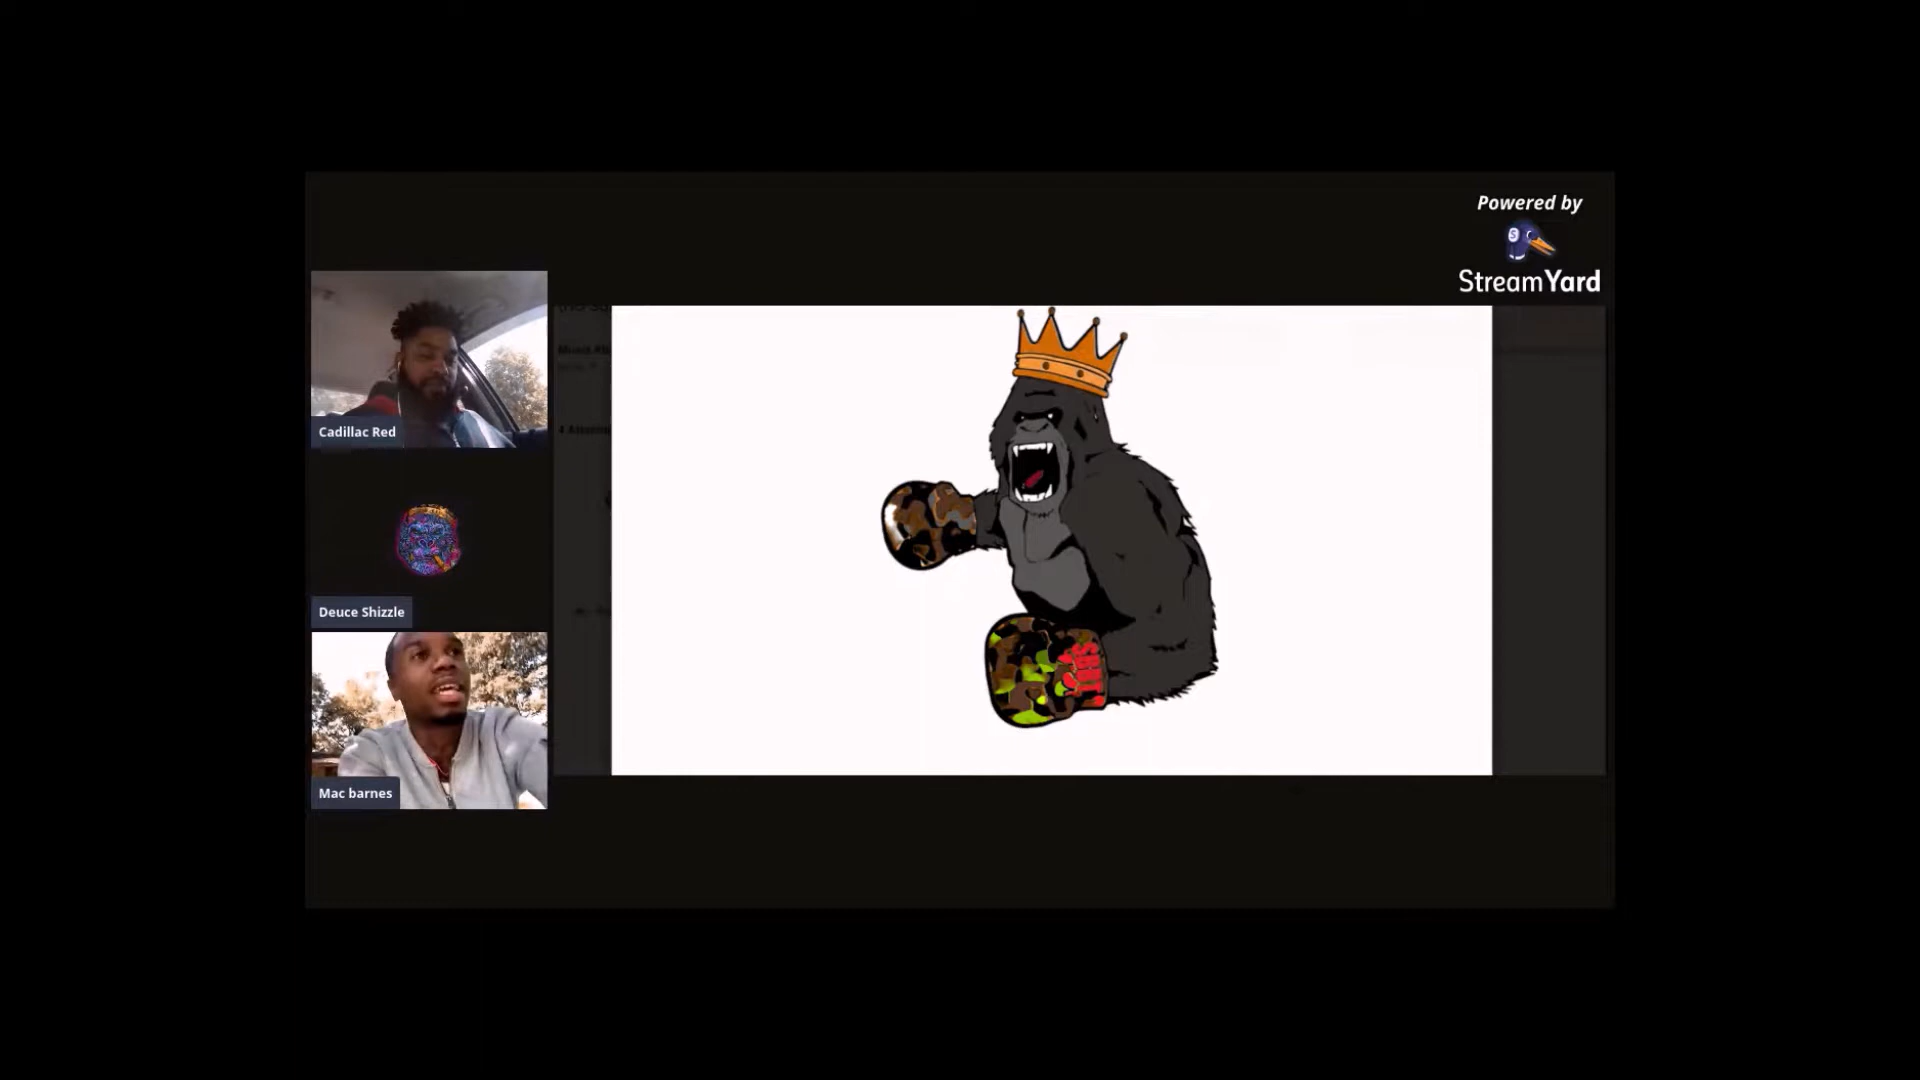 Powered by
StreamYard
Cadillac Red
Deuce Shizzle
Mac barnes